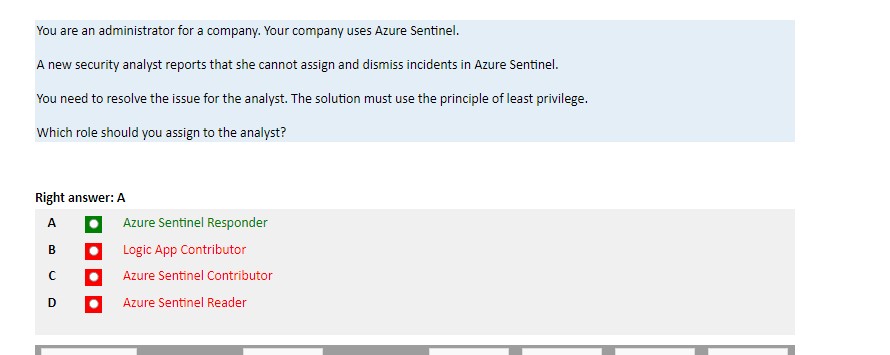 You are an administrator for a company. Your company uses Azure Sentinel.
A new security analyst reports that she cannot assign and dismiss incidents in Azure Sentinel.
You need to resolve the issue for the analyst. The solution must use the principle of least privilege.
Which role should you assign to the analyst?
Right answer: A
A Azure Sentinel Responder
B Logic App Contributor
C Azure Sentinel Contributor
D Azure Sentinel Reader